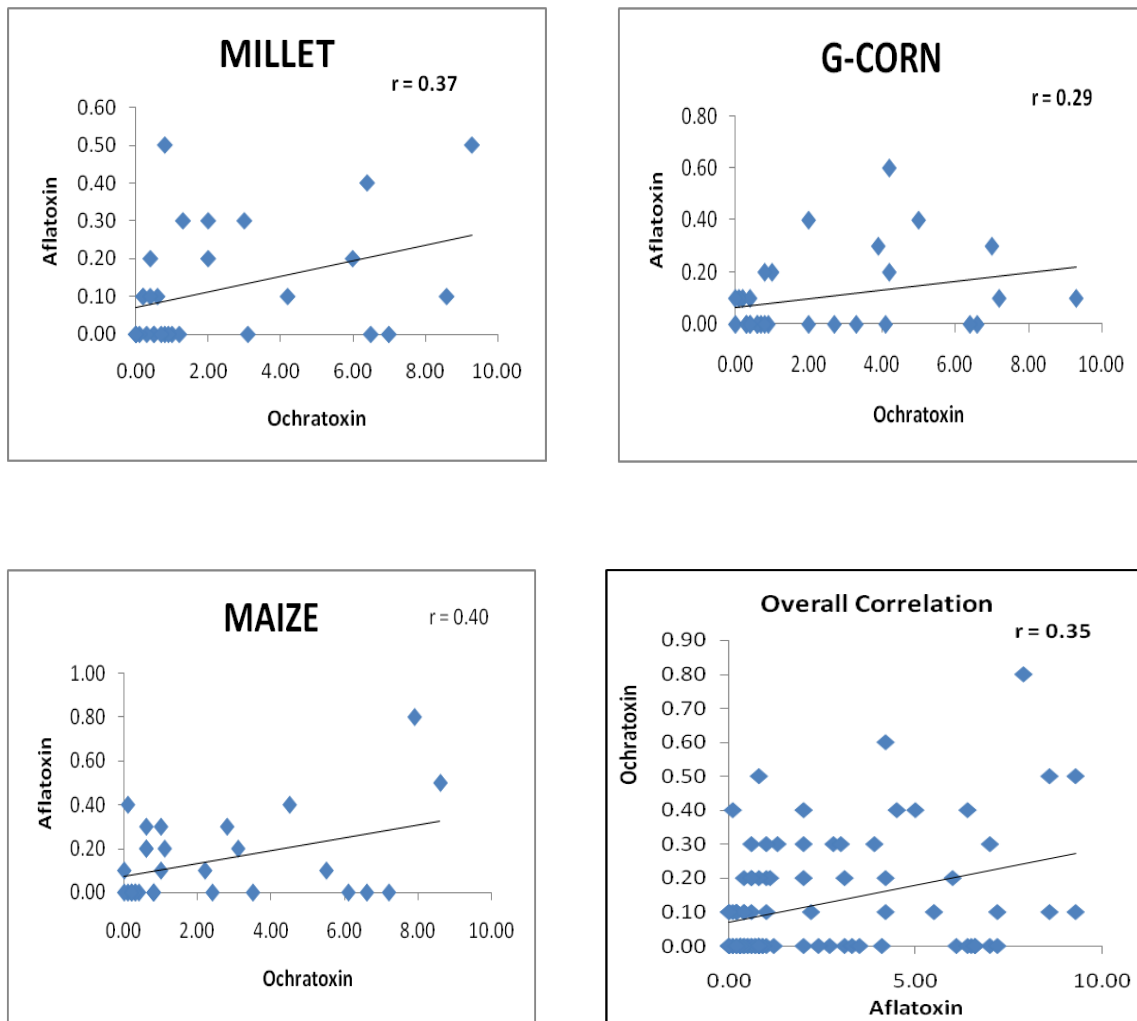 MILLET
r = 0.37
0.60
0.50
0.40
0.30
0.20
0.10
0.00
Aflatoxin
0.00 2.00 4.00 6.00 8.00 10.00
Ochratoxin
G-CORN
r = 0.29
0.80
0.60
0.40
0.20
0.00
Aflatoxin
0.00 2.00 4.00 6.00 8.00 10.00
Ochratoxin
MAIZE
r = 0.40
1.00
0.80
0.60
0.40
0.20
0.00
Aflatoxin
0.00 2.00 4.00 6.00 8.00 10.00
Ochratoxin
Overall Correlation
r = 0.35
0.90
0.80
0.70
0.60
0.50
0.40
0.30
0.20
0.10
0.00
Ochratoxin
0.00 5.00 10.00
Aflatoxin